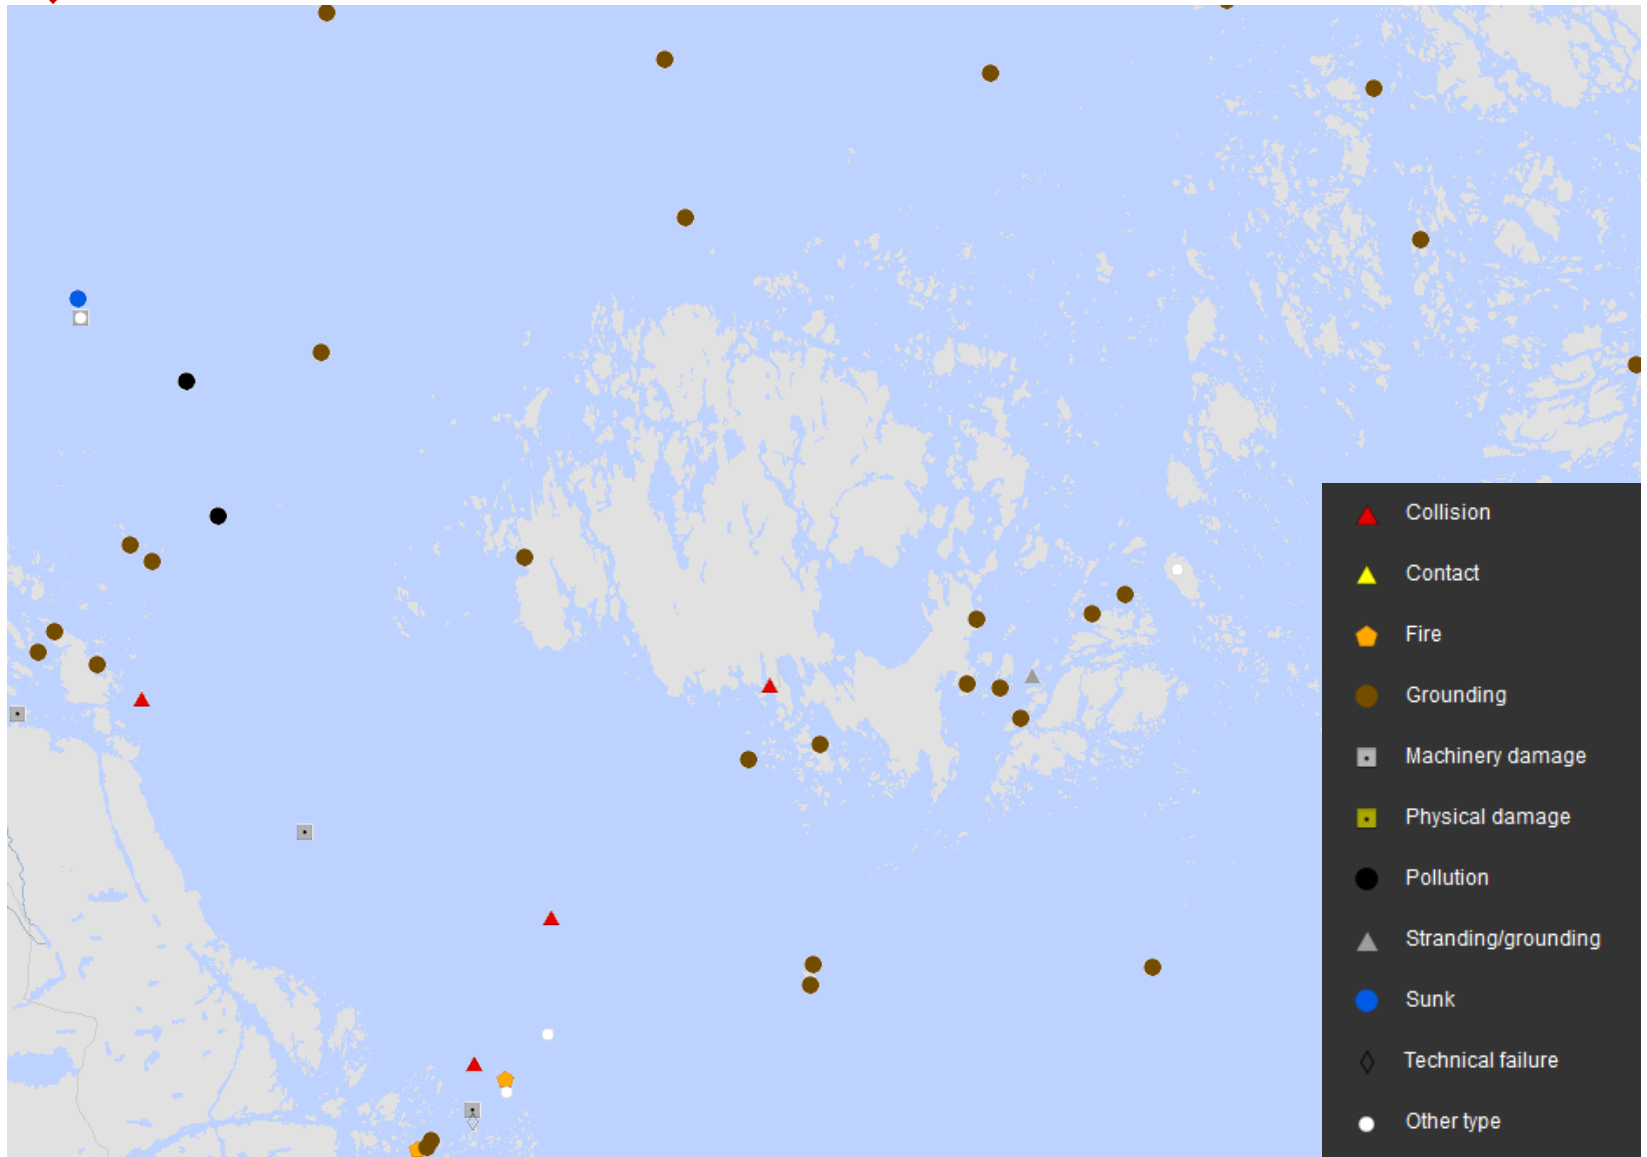 Collision
Contact
Fire
Grounding
Machinery damage
Physical damage
Pollution
Stranding/grounding
Sunk
Technical failure
Other type